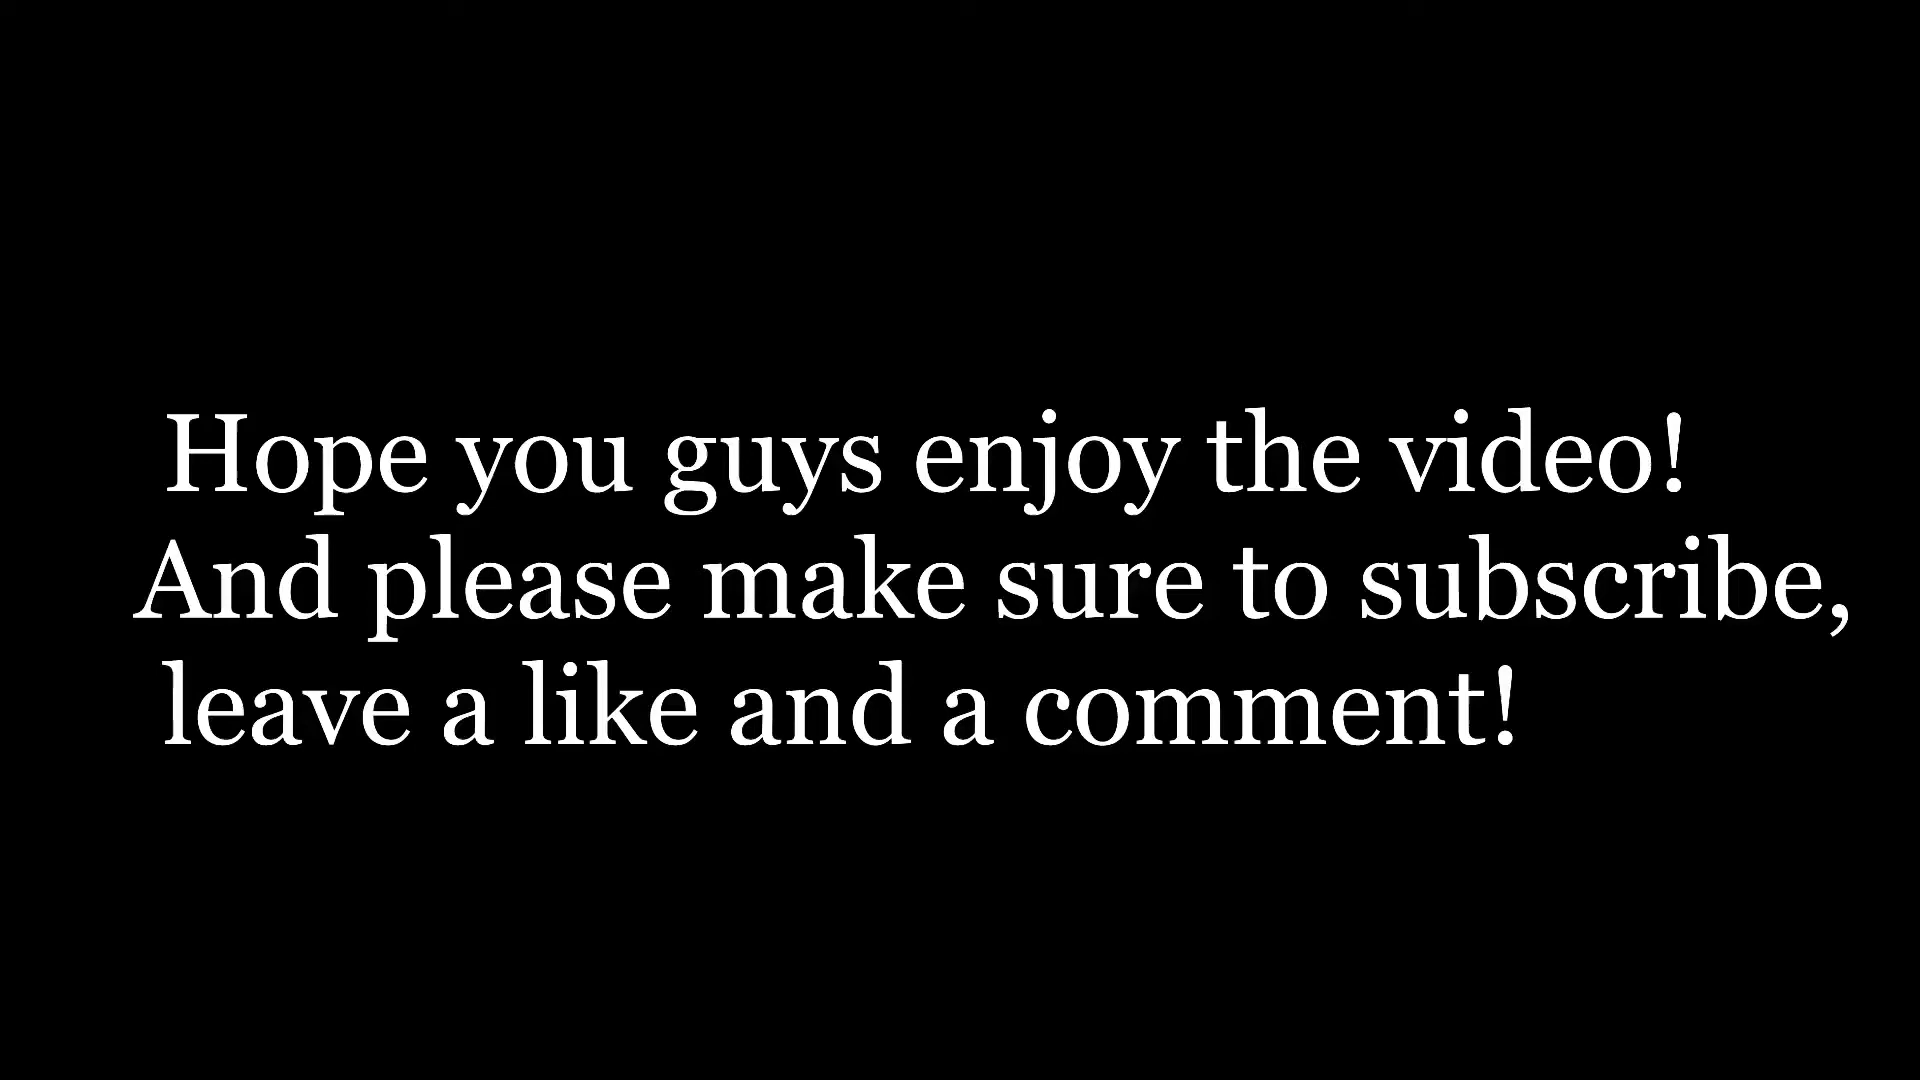 Hope you guys enjoy the video!
And please make sure to subscribe,
leave a like and a comment!